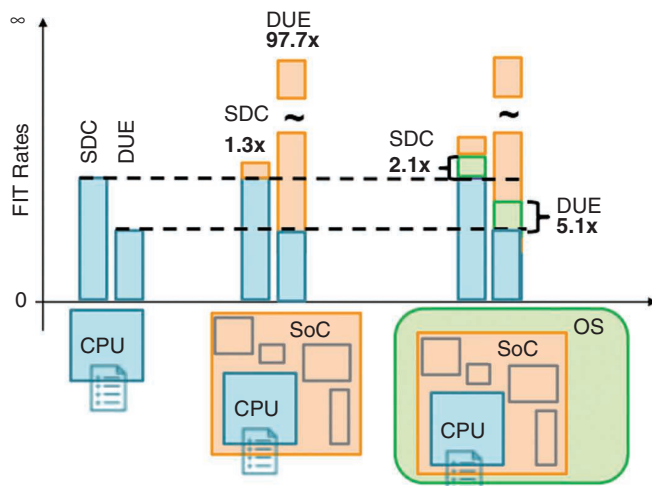 ∞
DUE
97.7x
SDC
1.3x
~
SDC
DUE
SDC
2.1x
~
DUE
5.1x
FIT Rates
0
CPU
SoC
CPU
OS
SoC
CPU